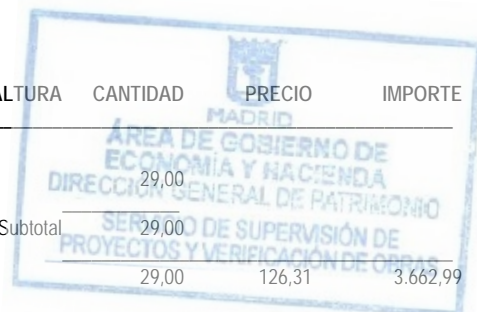 ALTURA CANTIDAD PRECIO IMPORTE
MADRID
ÁREA DE GOBIERNO DE
ECONOMÍA Y HACIENDA
29,00
DIRECCIÓN GENERAL DE PATRIMONIO
Subtotal 29,00
SERVICIO DE SUPERVISIÓN DE
PROYECTOS Y VERIFICACIÓN DE OBRAS
29,00 126,31 3.662,99